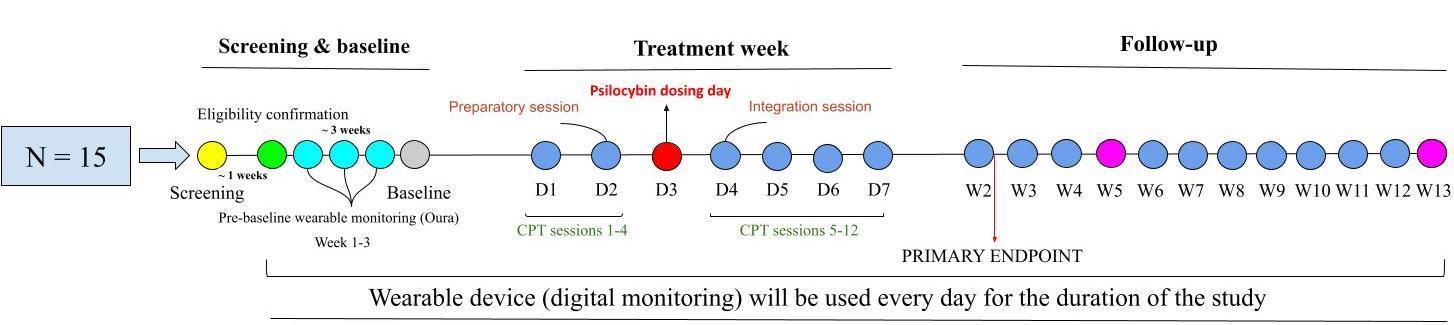 Screening & baseline
Treatment week
Follow-up
Psilocybin dosing day
Preparatory session
Integration session
Eligibility confirmation
~ 3 weeks
N = 15
~ 1 weeks
Screening
Baseline
D1 D2 D3 D4 D5 D6 D7
W2 W3 W4 W5 W6 W7 W8 W9 W10 W11 W12 W13
Pre-baseline wearable monitoring (Oura)
Week 1-3
CPT sessions 1-4
CPT sessions 5-12
PRIMARY ENDPOINT
Wearable device (digital monitoring) will be used every day for the duration of the study